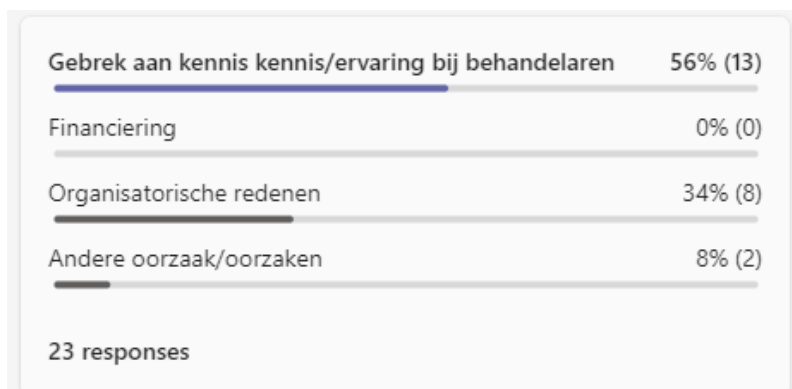 Gebrek aan kennis kennis/ervaring bij behandelaren 56% (13)
Financiering 0% (0)
Organisatorische redenen 34% (8)
Andere oorzaak/oorzaken 8% (2)
23 responses